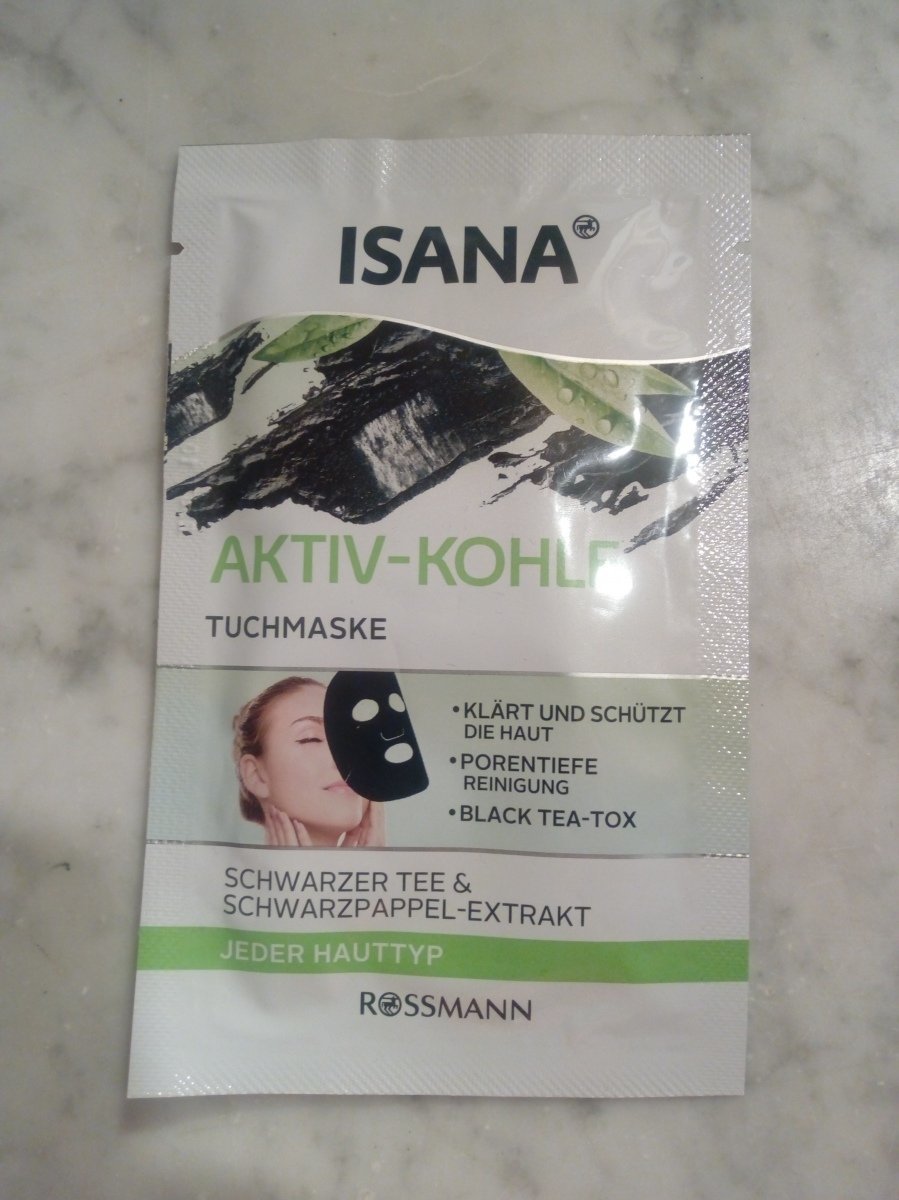 ISANA
AKTIV-KOHLE
TUCHMASKE
•KLÄRT UND SCHÜTZT
DIE HAUT
•PORENTIEFE
REINIGUNG
•BLACK TEA-TOX
SCHWARZER TEE &
SCHWARZPAPPEL-EXTRAKT
JEDER HAUTTYP
ROSSMANN